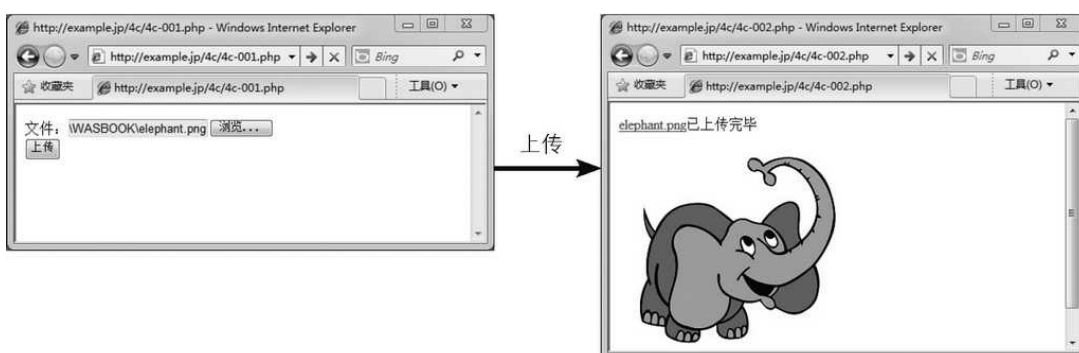 http://example.jp/4c/4c-001.php - Windows Internet Explorer
http://example.jp/4c/4c-001.php
Bing
收藏夹
http://example.jp/4c/4c-001.php
工具(O)
文件：
\WASBOOK\elephant.png
浏览...
上传
上传
http://example.jp/4c/4c-002.php - Windows Internet Explorer
http://example.jp/4c/4c-002.php
Bing
收藏夹
http://example.jp/4c/4c-002.php
工具(O)
elephant.png已上传完毕